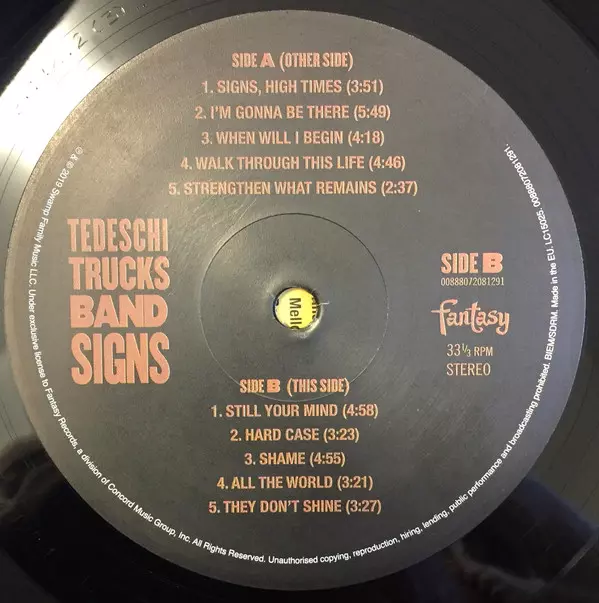 SIDE A (OTHER SIDE)
1. SIGNS, HIGH TIMES (3:51)
2. I'M GONNA BE THERE (5:49)
3. WHEN WILL I BEGIN (4:18)
4. WALK THROUGH THIS LIFE (4:46)
5. STRENGTHEN WHAT REMAINS (2:37)
TEDESCHI
TRUCKS
BAND
SIGNS
SIDE B
00888072081291
fantasy
33 1/3 RPM
STEREO
SIDE B (THIS SIDE)
1. STILL YOUR MIND (4:58)
2. HARD CASE (3:23)
3. SHAME (4:55)
4. ALL THE WORLD (3:21)
5. THEY DON'T SHINE (3:27)
℗ & © 2019 Swamp Family Music LLC. Under exclusive license to Fantasy Records, a division of Concord Music Group, Inc. All Rights Reserved. Unauthorised copying, reproduction, hiring, lending, public performance and broadcasting prohibited. BIEM/SDRM. Made in the EU. LC15025. 00888072081291.